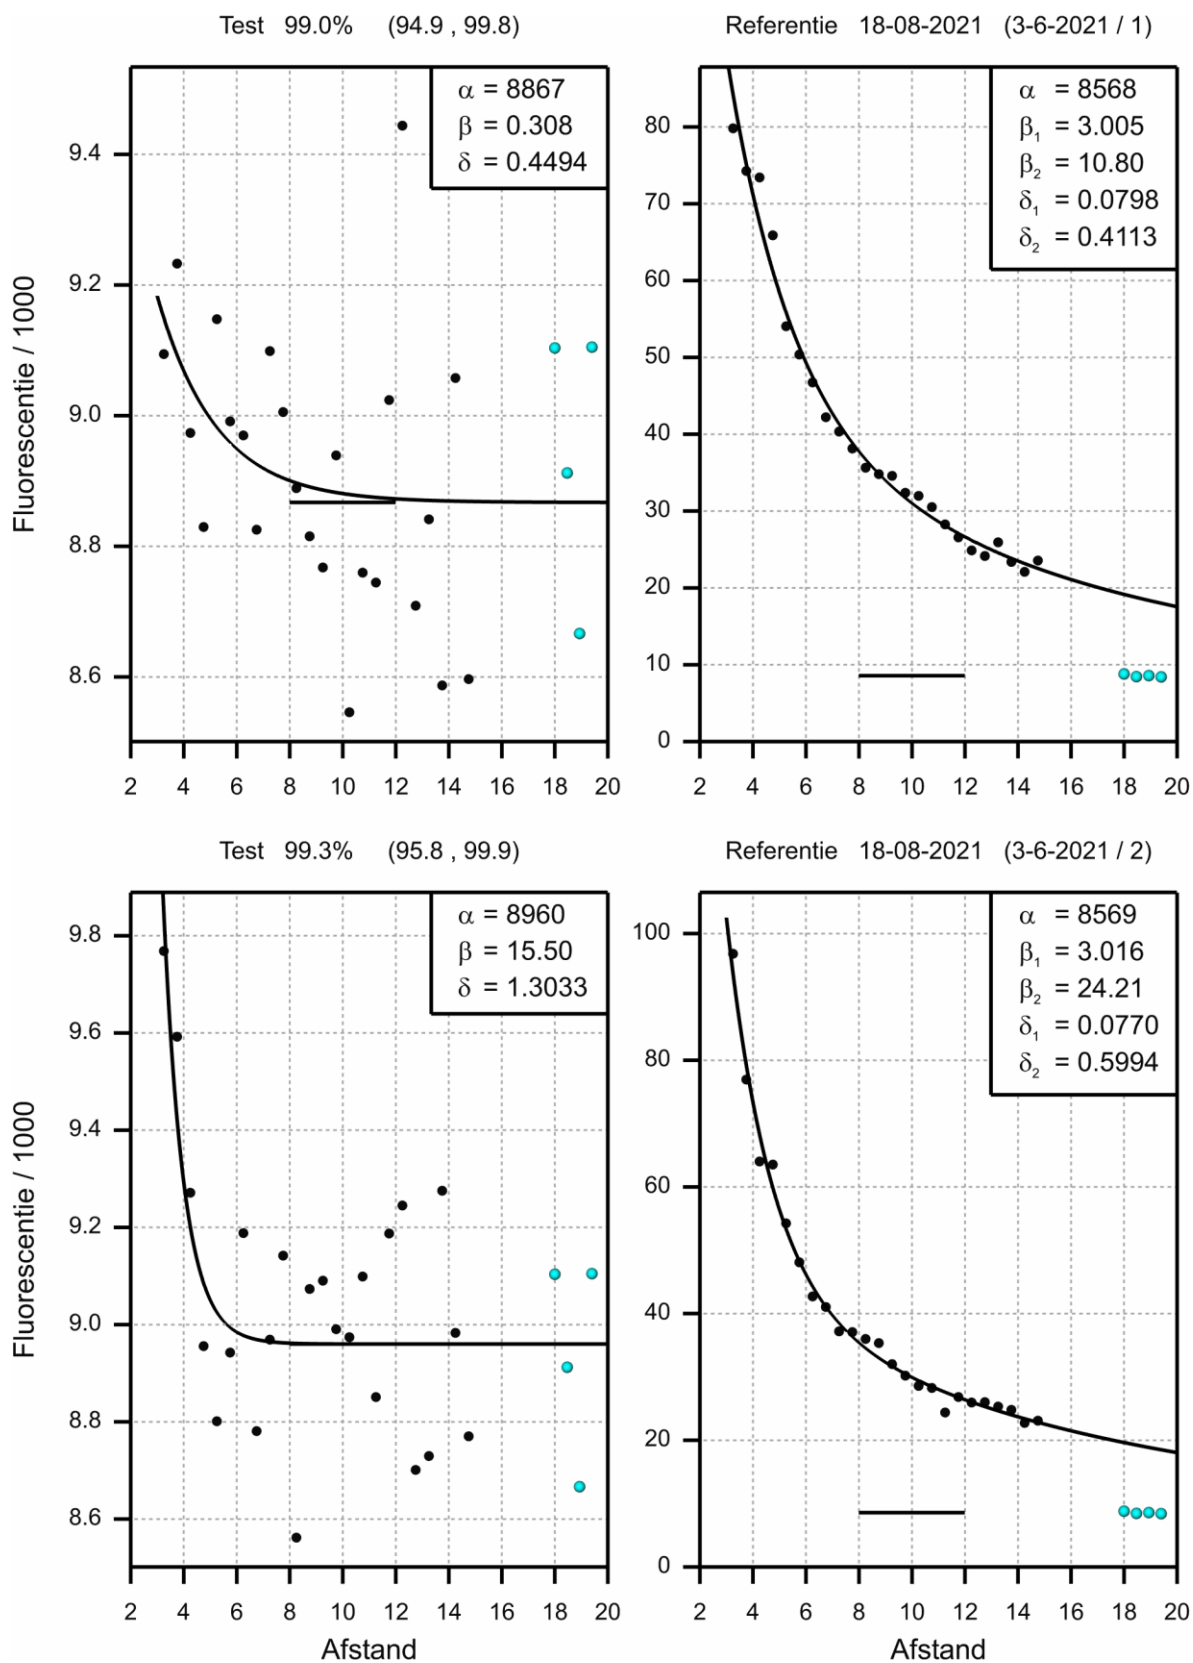 Test 99.0% (94.9 , 99.8)
α = 8867
β = 0.308
δ = 0.4494
Fluorescentie / 1000
9.4
9.2
9.0
8.8
8.6
2 4 6 8 10 12 14 16 18 20
Referentie 18-08-2021 (3-6-2021 / 1)
α = 8568
β₁ = 3.005
β₂ = 10.80
δ₁ = 0.0798
δ₂ = 0.4113
80
70
60
50
40
30
20
10
0
2 4 6 8 10 12 14 16 18 20
Test 99.3% (95.8 , 99.9)
α = 8960
β = 15.50
δ = 1.3033
Fluorescentie / 1000
9.8
9.6
9.4
9.2
9.0
8.8
8.6
2 4 6 8 10 12 14 16 18 20
Afstand
Referentie 18-08-2021 (3-6-2021 / 2)
α = 8569
β₁ = 3.016
β₂ = 24.21
δ₁ = 0.0770
δ₂ = 0.5994
100
80
60
40
20
0
2 4 6 8 10 12 14 16 18 20
Afstand